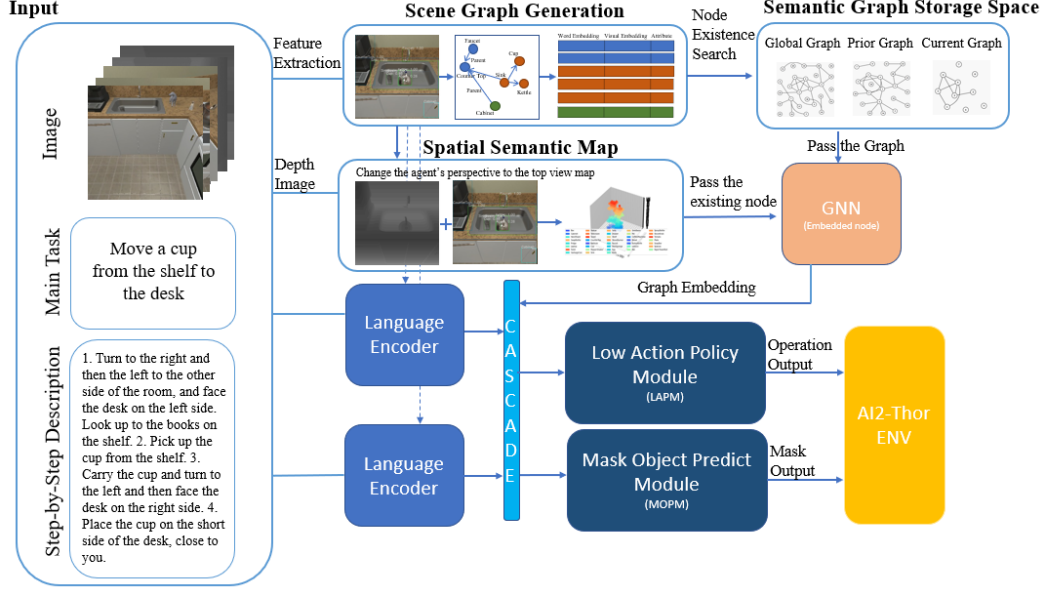 Input
Scene Graph Generation
Semantic Graph Storage Space
Image
Feature
Extraction
Faucet
Parent
Counter Top
Parent
Cup
Sink
Kettle
Cabinet
Word Embedding Visual Embedding Attribute
Node
Existence
Search
Global Graph Prior Graph Current Graph
Depth
Image
Spatial Semantic Map
Change the agent's perspective to the top view map
Pass the
existing node
Pass the Graph
GNN
(Embedded node)
Graph Embedding
Main Task
Move a cup
from the shelf to
the desk
Step-by-Step Description
1. Turn to the right and
then the left to the other
side of the room, and face
the desk on the left side.
Look up to the books on
the shelf. 2. Pick up the
cup from the shelf. 3.
Carry the cup and turn to
the left and then face the
desk on the right side. 4.
Place the cup on the short
side of the desk, close to
you.
Language
Encoder
Language
Encoder
CASCADE
Low Action Policy
Module
(LAPM)
Mask Object Predict
Module
(MOPM)
Operation
Output
Mask
Output
AI2-Thor
ENV